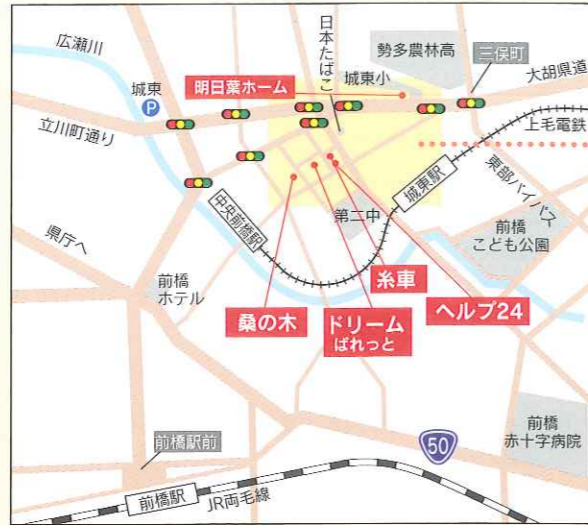 広瀬川
日本たばこ
勢多農林高
三俣町
城東
P
明日葉ホーム
城東小
大胡県道
立川町通り
上毛電鉄
東部バイパス
城東駅
中央前橋駅
第二中
前橋
こども公園
県庁へ
前橋
ホテル
糸車
ヘルプ24
桑の木
ドリーム
ぱれっと
前橋
赤十字病院
50
前橋駅前
前橋駅
JR両毛線